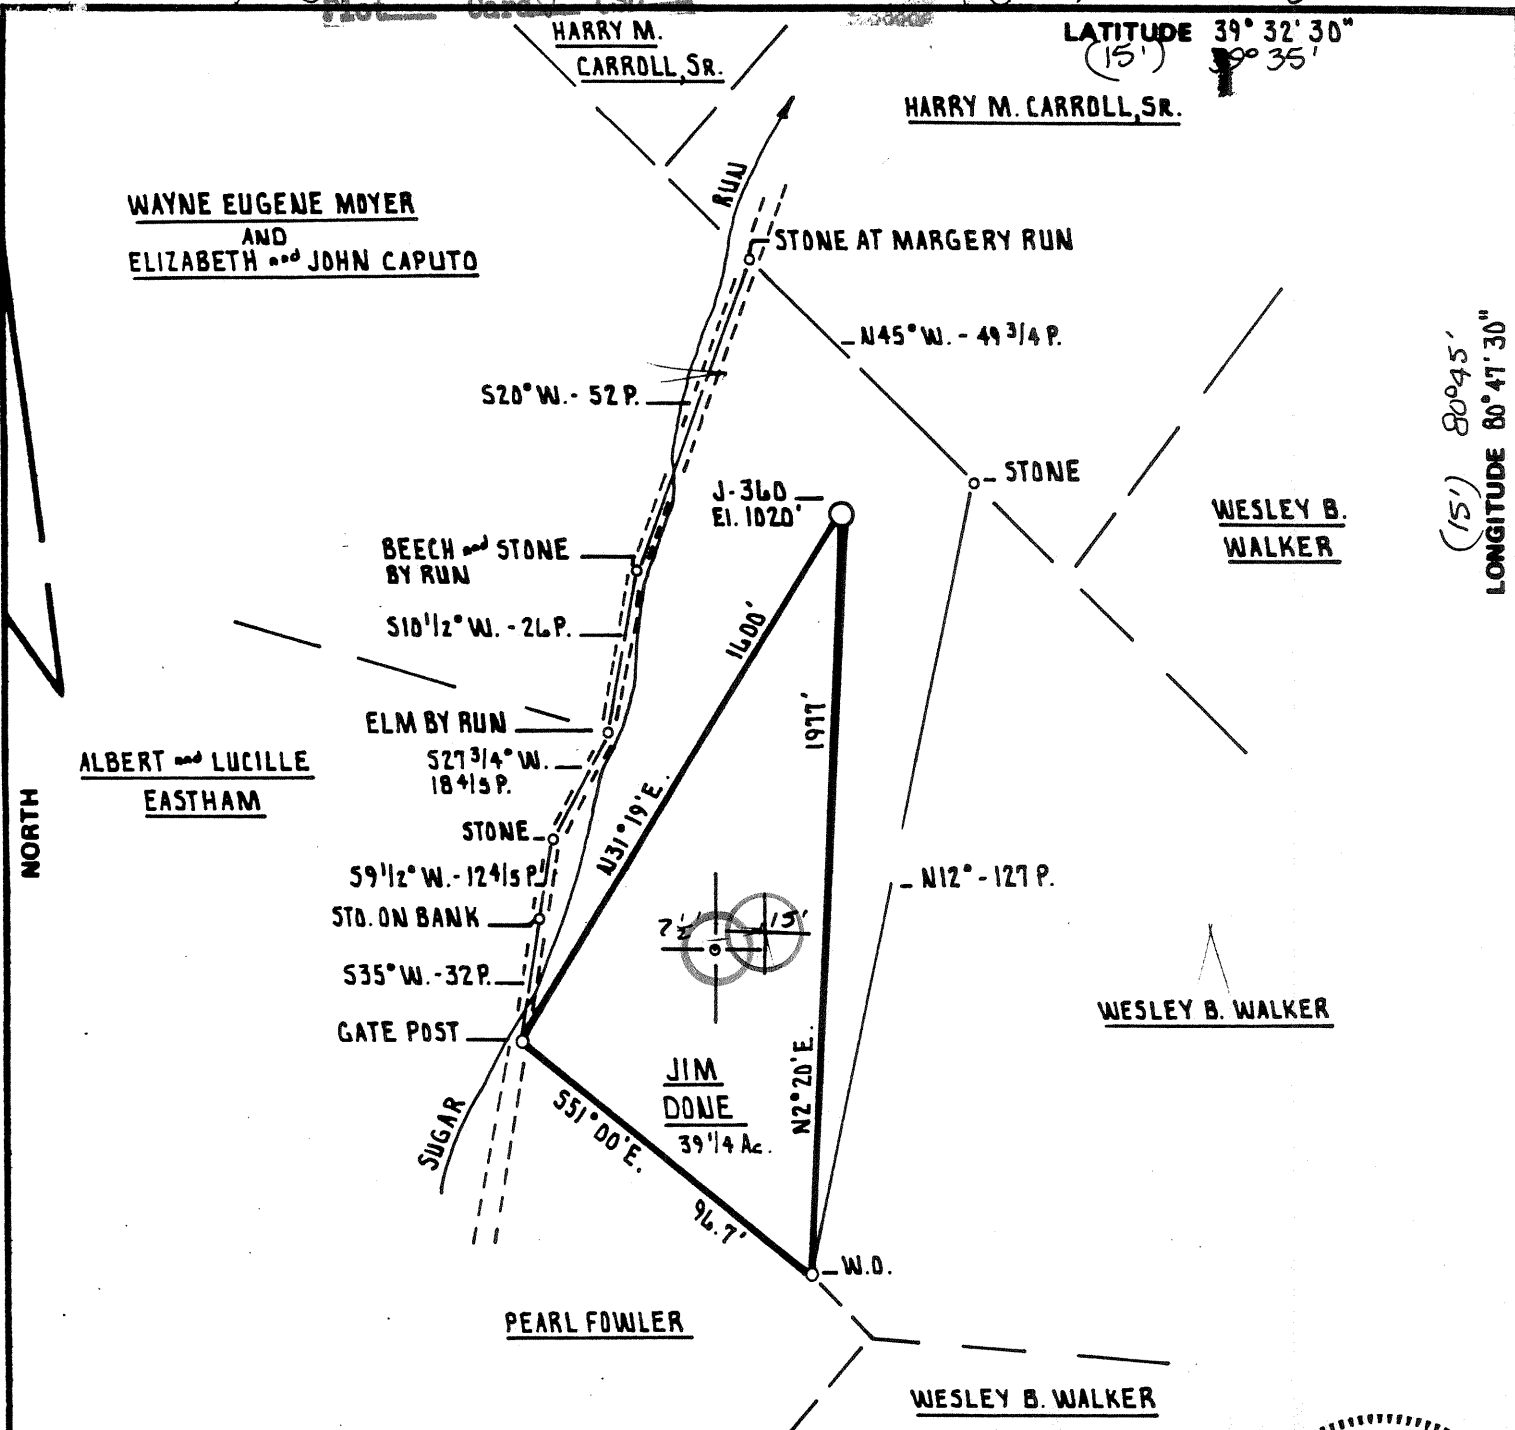 HARRY M.
CARROLL, SR.
LATITUDE 39° 32' 30"
(15') 39° 35'
HARRY M. CARROLL, SR.
WAYNE EUGENE MOYER
AND
ELIZABETH and JOHN CAPUTO
RUN
STONE AT MARGERY RUN
N45° W. - 49 3/4 P.
S20° W. - 52 P.
(15') 80° 45'
LONGITUDE 80° 47' 30"
STONE
J-360
El. 1020'
WESLEY B.
WALKER
BEECH and STONE
BY RUN
S10 1/2° W. - 26 P.
1600'
1977'
ELM BY RUN
S27 3/4° W.
18 4/5 P.
ALBERT and LUCILLE
EASTHAM
NORTH
STONE
N31° 19' E.
S9 1/2° W. - 12 4/5 P.
N12° - 127 P.
STO. ON BANK
7 1/2'
15'
S35° W. - 32 P.
WESLEY B. WALKER
GATE POST
JIM
DONE
39 1/4 Ac.
N2° 20' E.
S51° 00' E.
SUGAR
96.7'
W.O.
PEARL FOWLER
WESLEY B. WALKER